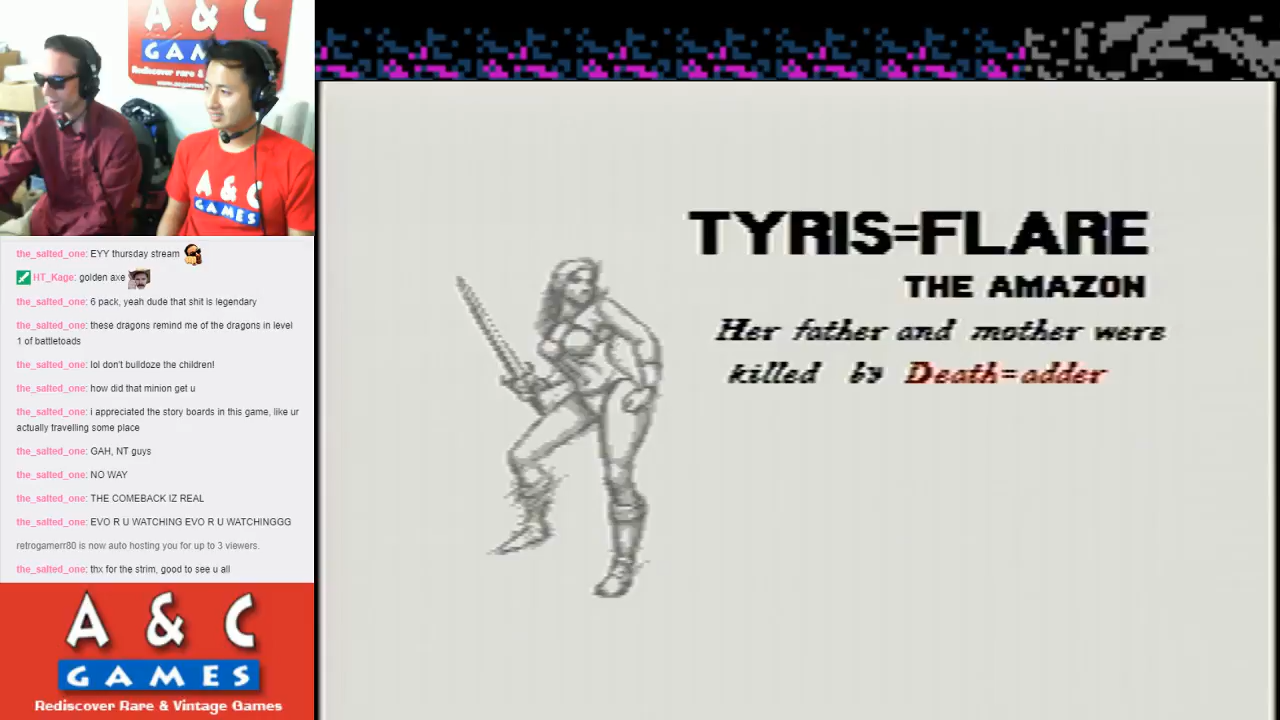 A & C
GAMES
Rediscover rare &
A & C
GAMES
the_salted_one: EYY thursday stream
HT_Kage: golden axe
the_salted_one: 6 pack, yeah dude that shit is legendary
the_salted_one: these dragons remind me of the dragons in level
1 of battletoads
the_salted_one: lol don't bulldoze the children!
the_salted_one: how did that minion get u
the_salted_one: i appreciated the story boards in this game, like ur
actually travelling some place
the_salted_one: GAH, NT guys
the_salted_one: NO WAY
the_salted_one: THE COMEBACK IZ REAL
the_salted_one: EVO R U WATCHING EVO R U WATCHINGGG
retrogamerr80 is now auto hosting you for up to 3 viewers.
the_salted_one: thx for the strim, good to see u all
A & C
GAMES
Rediscover Rare & Vintage Games
TYRIS=FLARE
THE AMAZON
Her father and mother were
killed by Death=adder